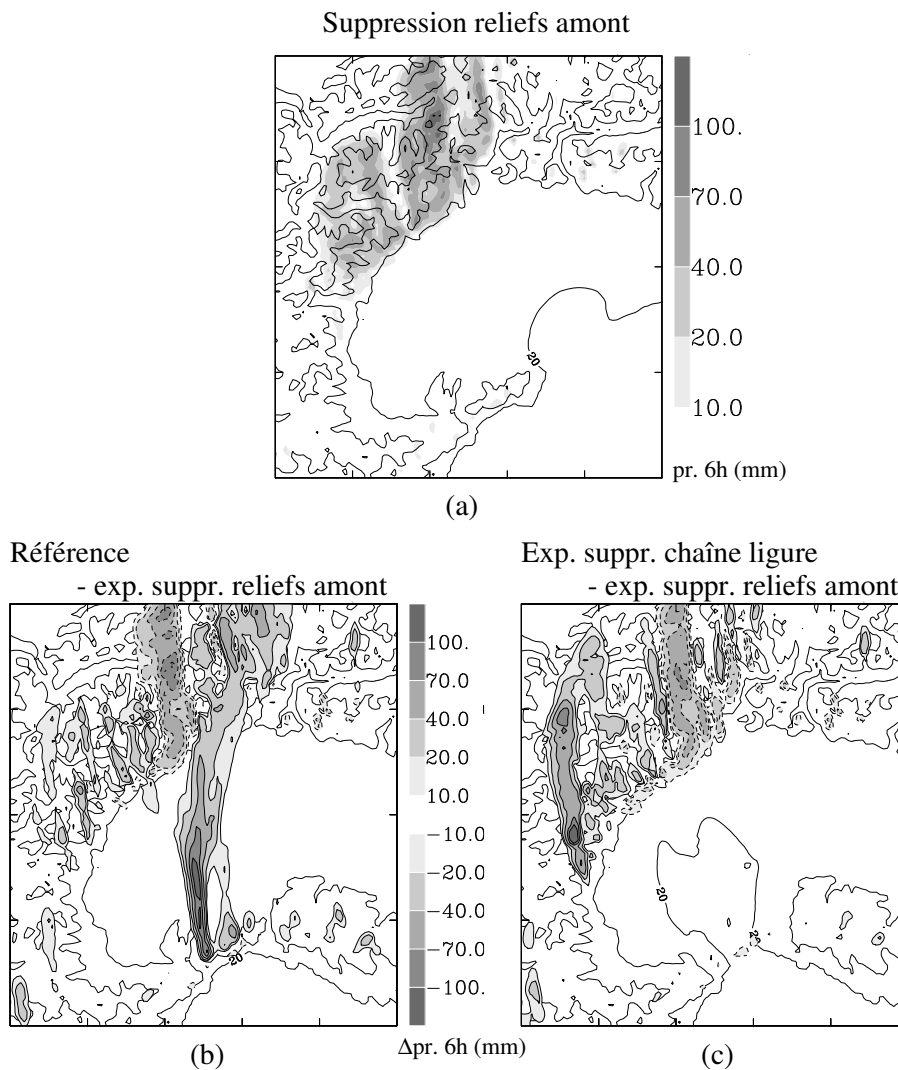 Suppression reliefs amont
100.
70.0
40.0
20.0
10.0
20
pr. 6h (mm)
(a)
Référence
- exp. suppr. reliefs amont
Exp. suppr. chaîne ligure
- exp. suppr. reliefs amont
100.
70.0
40.0
20.0
10.0
-10.0
-20.0
-40.0
-70.0
-100.
20
20
Δpr. 6h (mm)
(b)
(c)